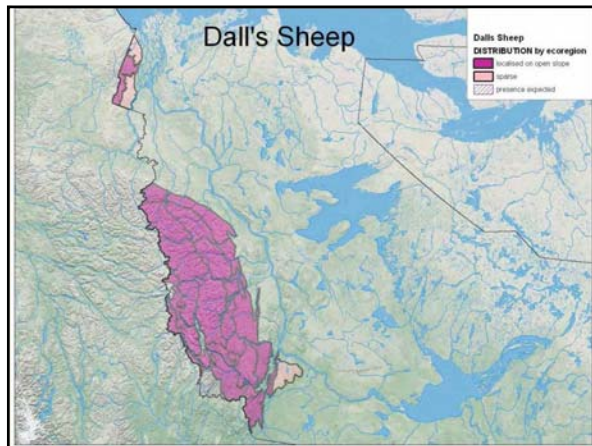 Dall's Sheep
Dalls Sheep
DISTRIBUTION by ecoregion
localised on open slope
sparse
presence expected